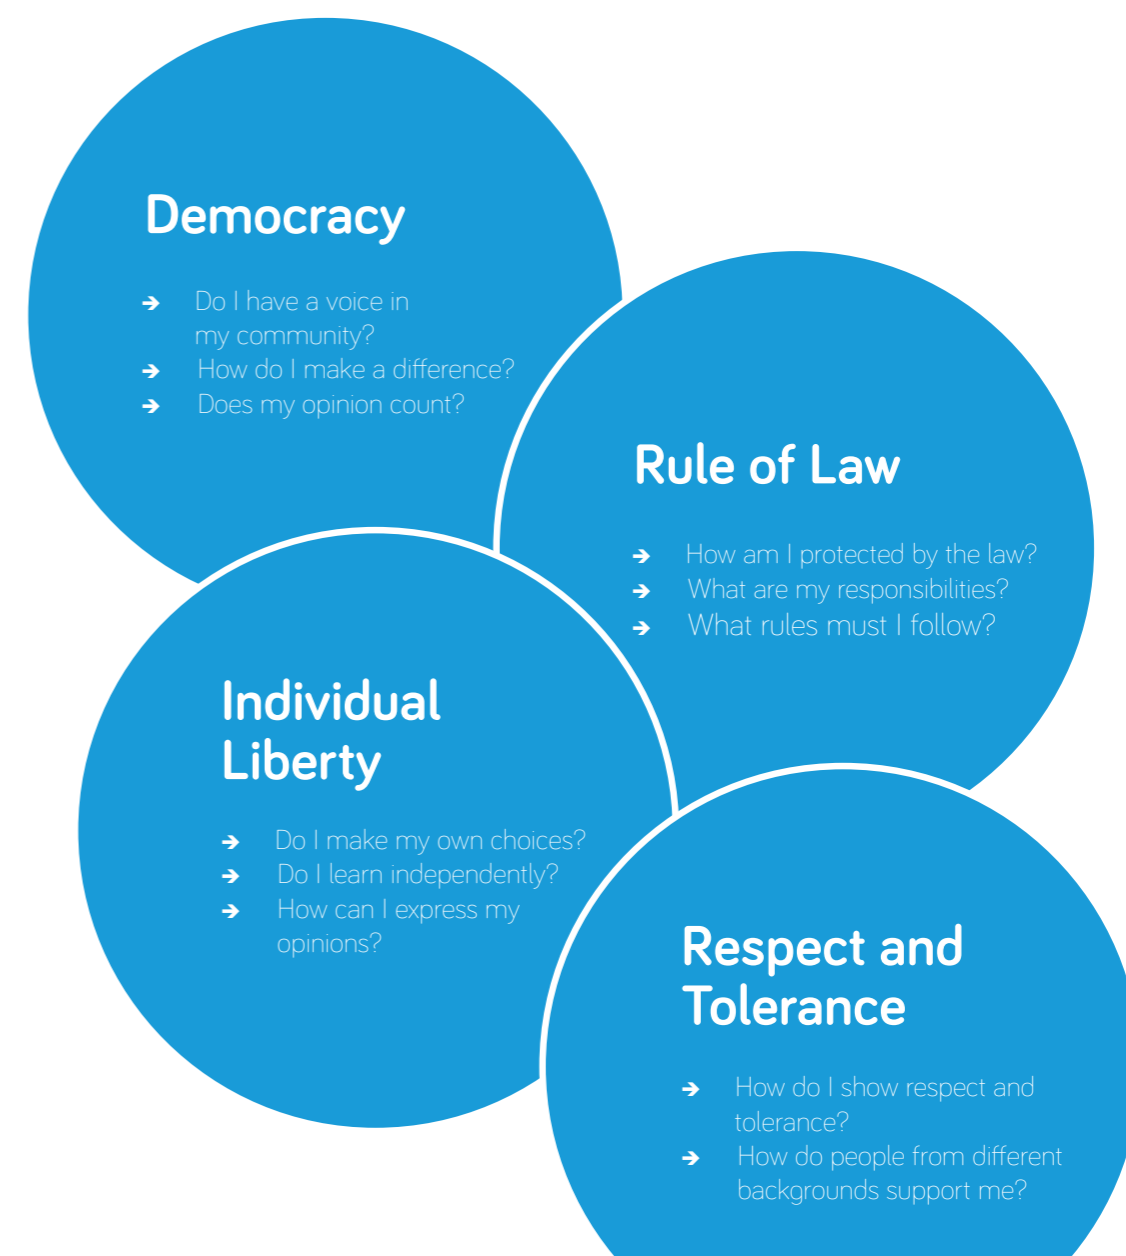 Democracy
➔ Do I have a voice in
my community?
➔ How do I make a difference?
➔ Does my opinion count?
Rule of Law
➔ How am I protected by the law?
➔ What are my responsibilities?
➔ What rules must I follow?
Individual
Liberty
➔ Do I make my own choices?
➔ Do I learn independently?
➔ How can I express my
opinions?
Respect and
Tolerance
➔ How do I show respect and
tolerance?
➔ How do people from different
backgrounds support me?